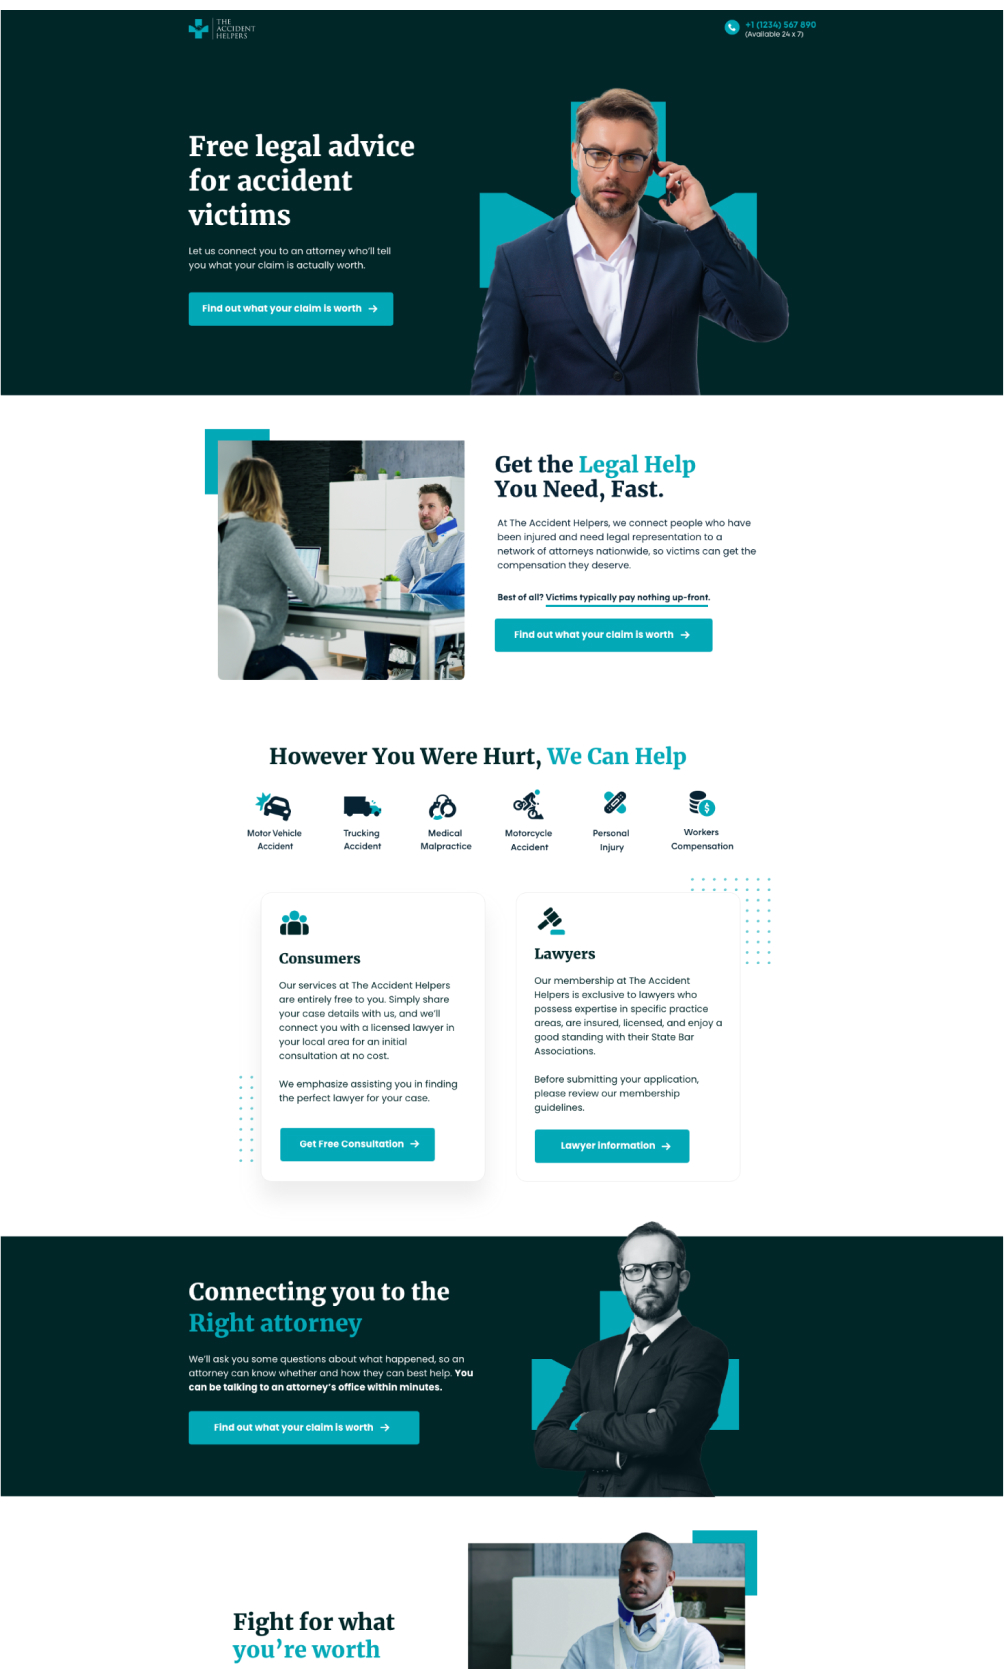 THE
ACCIDENT
HELPERS
+1 (1234) 567 890
(Available 24 x 7)
Free legal advice
for accident
victims
Let us connect you to an attorney who'll tell
you what your claim is actually worth.
Find out what your claim is worth →
Get the Legal Help
You Need, Fast.
At The Accident Helpers, we connect people who have
been injured and need legal representation to a
network of attorneys nationwide, so victims can get the
compensation they deserve.
Best of all? Victims typically pay nothing up-front.
Find out what your claim is worth →
However You Were Hurt, We Can Help
Motor Vehicle
Accident
Trucking
Accident
Medical
Malpractice
Motorcycle
Accident
Personal
Injury
Workers
Compensation
Consumers
Our services at The Accident Helpers
are entirely free to you. Simply share
your case details with us, and we'll
connect you with a licensed lawyer in
your local area for an initial
consultation at no cost.
We emphasize assisting you in finding
the perfect lawyer for your case.
Get Free Consultation →
Lawyers
Our membership at The Accident
Helpers is exclusive to lawyers who
possess expertise in specific practice
areas, are insured, licensed, and enjoy a
good standing with their State Bar
Associations.
Before submitting your application,
please review our membership
guidelines.
Lawyer information →
Connecting you to the
Right attorney
We'll ask you some questions about what happened, so an
attorney can know whether and how they can best help. You
can be talking to an attorney's office within minutes.
Find out what your claim is worth →
Fight for what
you're worth